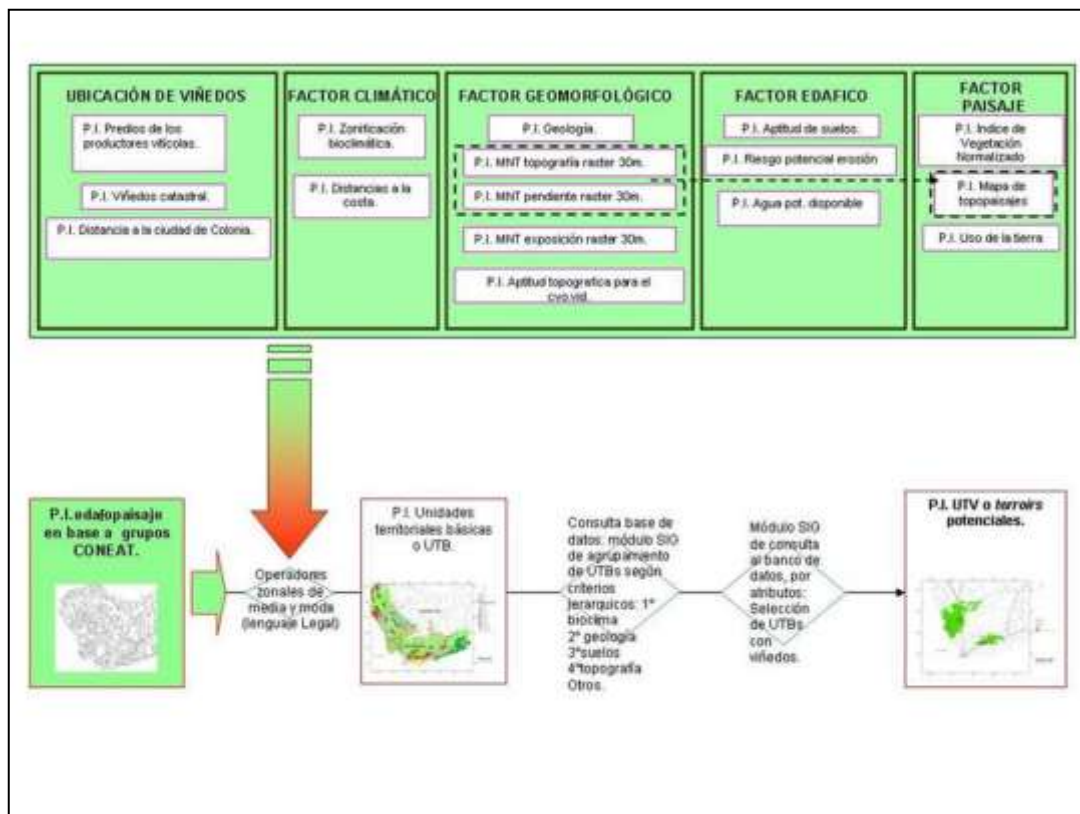 UBICACIÓN DE VIÑEDOS
P.I. Predios de los
productores vitícolas.
P.I. Viñedos catastral.
P.I. Distancia a la ciudad de Colonia.
FACTOR CLIMÁTICO
P.I. Zonificación
bioclimática.
P.I. Distancias a la
costa.
FACTOR GEOMORFOLÓGICO
P.I. Geología.
P.I. MNT topografía raster 30m.
P.I. MNT pendente raster 30m.
P.I. MNT exposición raster 30m.
P.I. Aptitud topografica para el
cvo.vid.
FACTOR EDAFICO
P.I. Aptitud de suelos.
P.I. Riesgo potencial erosión
P.I. Agua pot. disponible
FACTOR
PAISAJE
P.I. Indice de
Vegetación
Normalizado
P.I. Mapa de
topopaisajes
P.I. Uso de la tierra
P.I.edafopaisaje
en base a grupos
CONEAT.
Operadores
zonales de
media y moda
(lenguaje Legal)
P.I. Unidades
territoriales básicas
o UTB.
Consulta base de
datos: módulo SIG
de agrupamiento
de UTBs según
criterios
jerarquicos: 1°
bioclima
2° geología
3°suelos
4°topografía
Otros.
Módulo SIG
de consulta
al banco de
datos, por
atributos:
Selección
de UTBs
con
viñedos.
P.I. UTV o terroirs
potenciales.